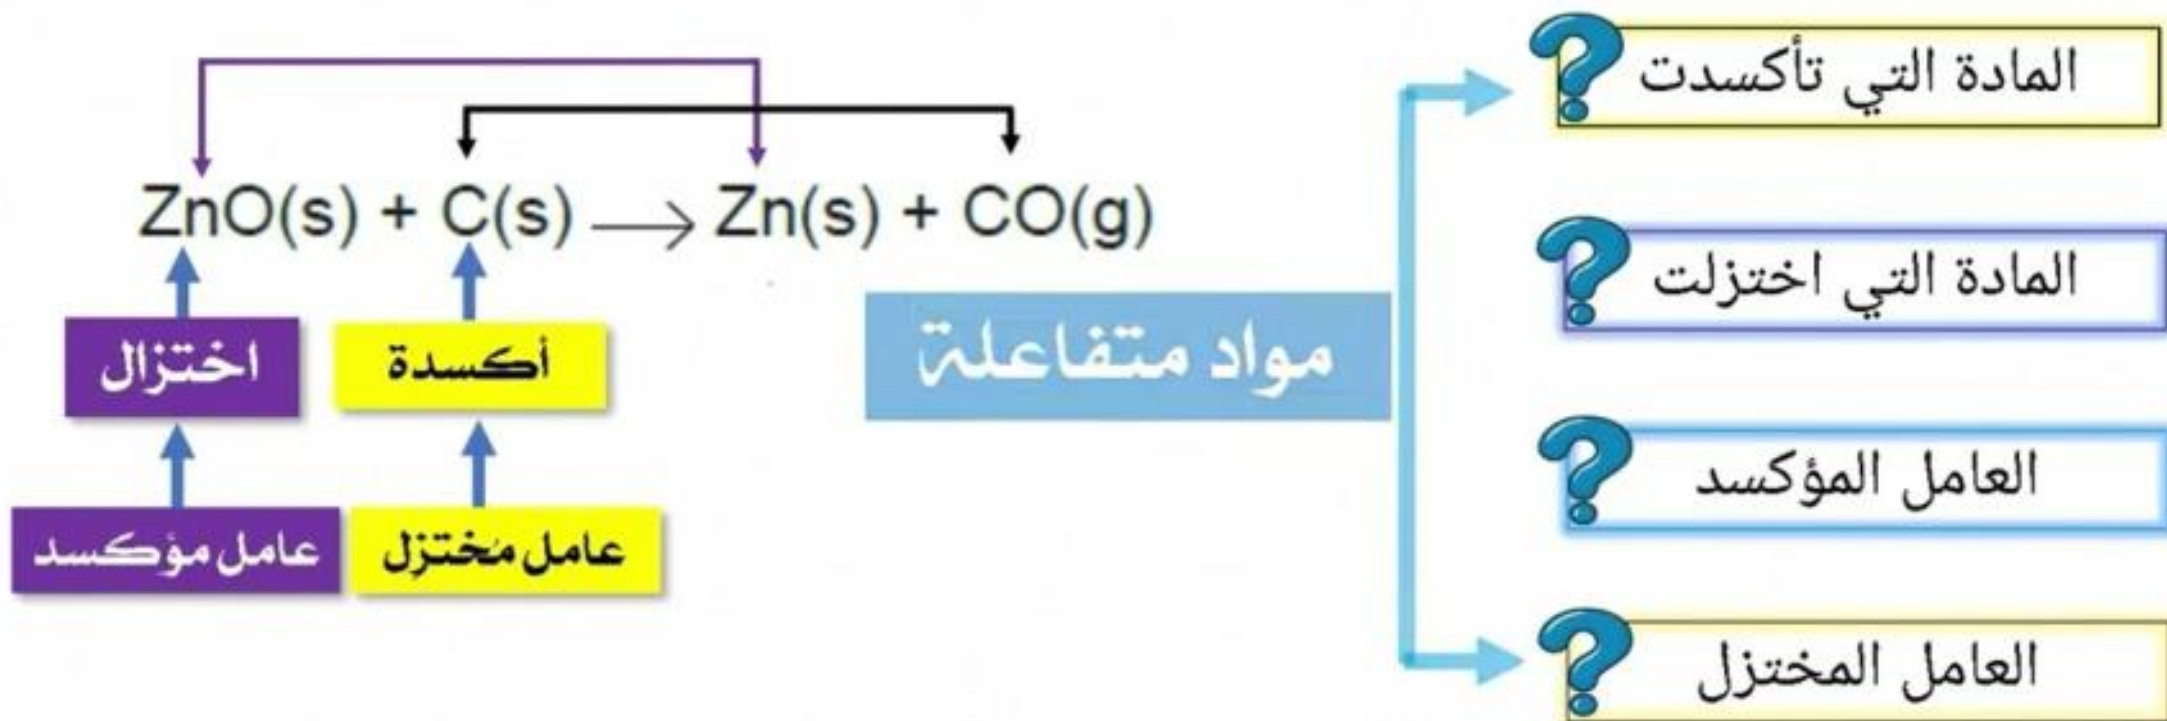 ZnO(s) + C(s) → Zn(s) + CO(g)
اختزال
أكسدة
عامل مؤكسد
عامل مُختزل
مواد متفاعلة
? المادة التي تأكسدت
? المادة التي اختزلت
? العامل المؤكسد
? العامل المختزل